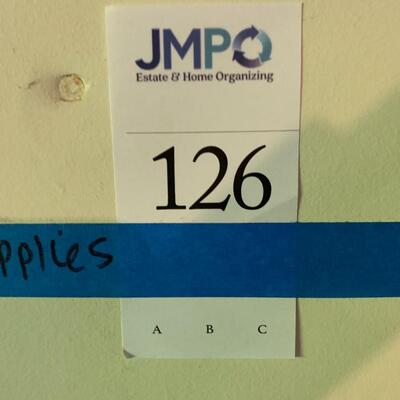 JMPO
Estate & Home Organizing
126
pplies
A B C